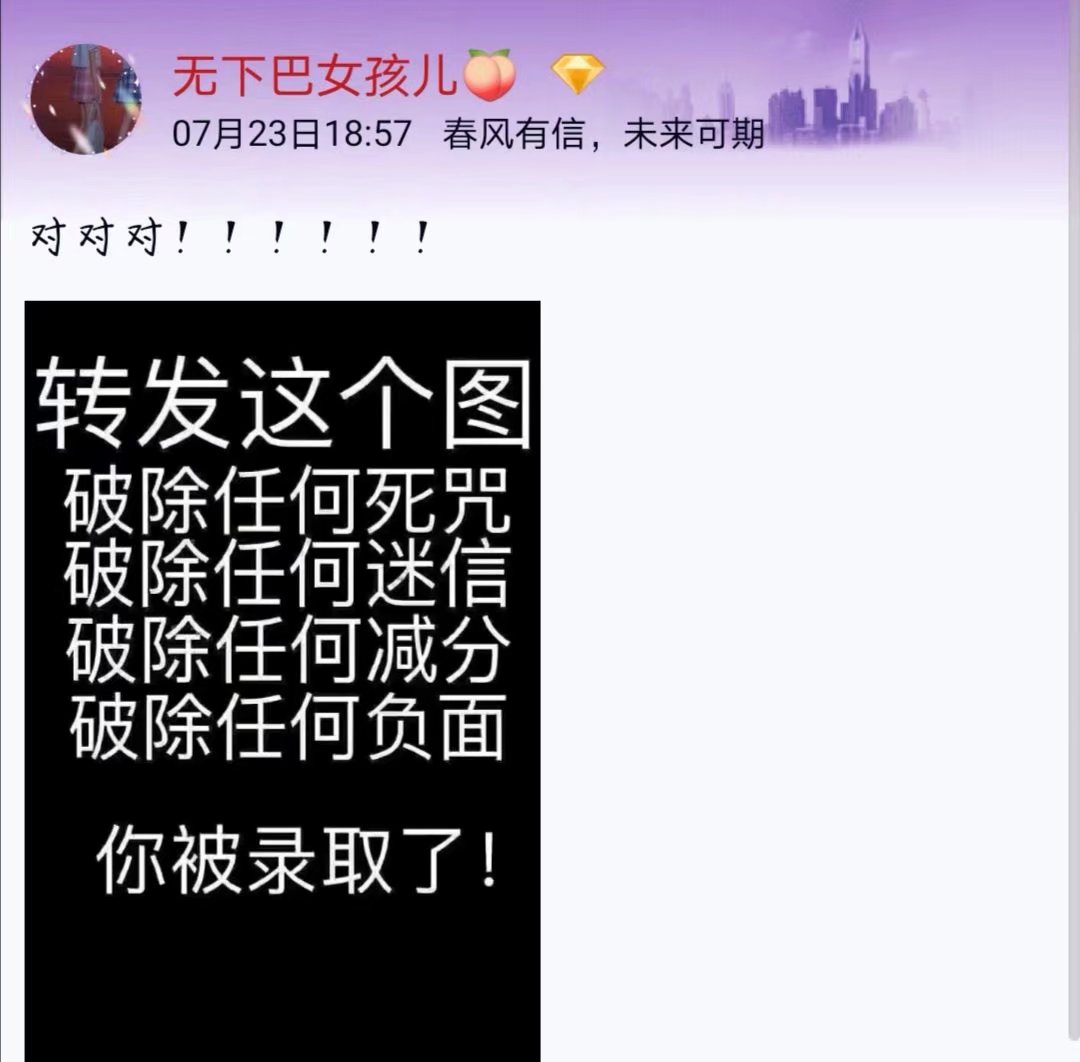 无下巴女孩儿🍑
07月23日18:57 春风有信，未来可期
对对对！！！！！！
转发这个图
破除任何死咒
破除任何迷信
破除任何减分
破除任何负面
你被录取了！